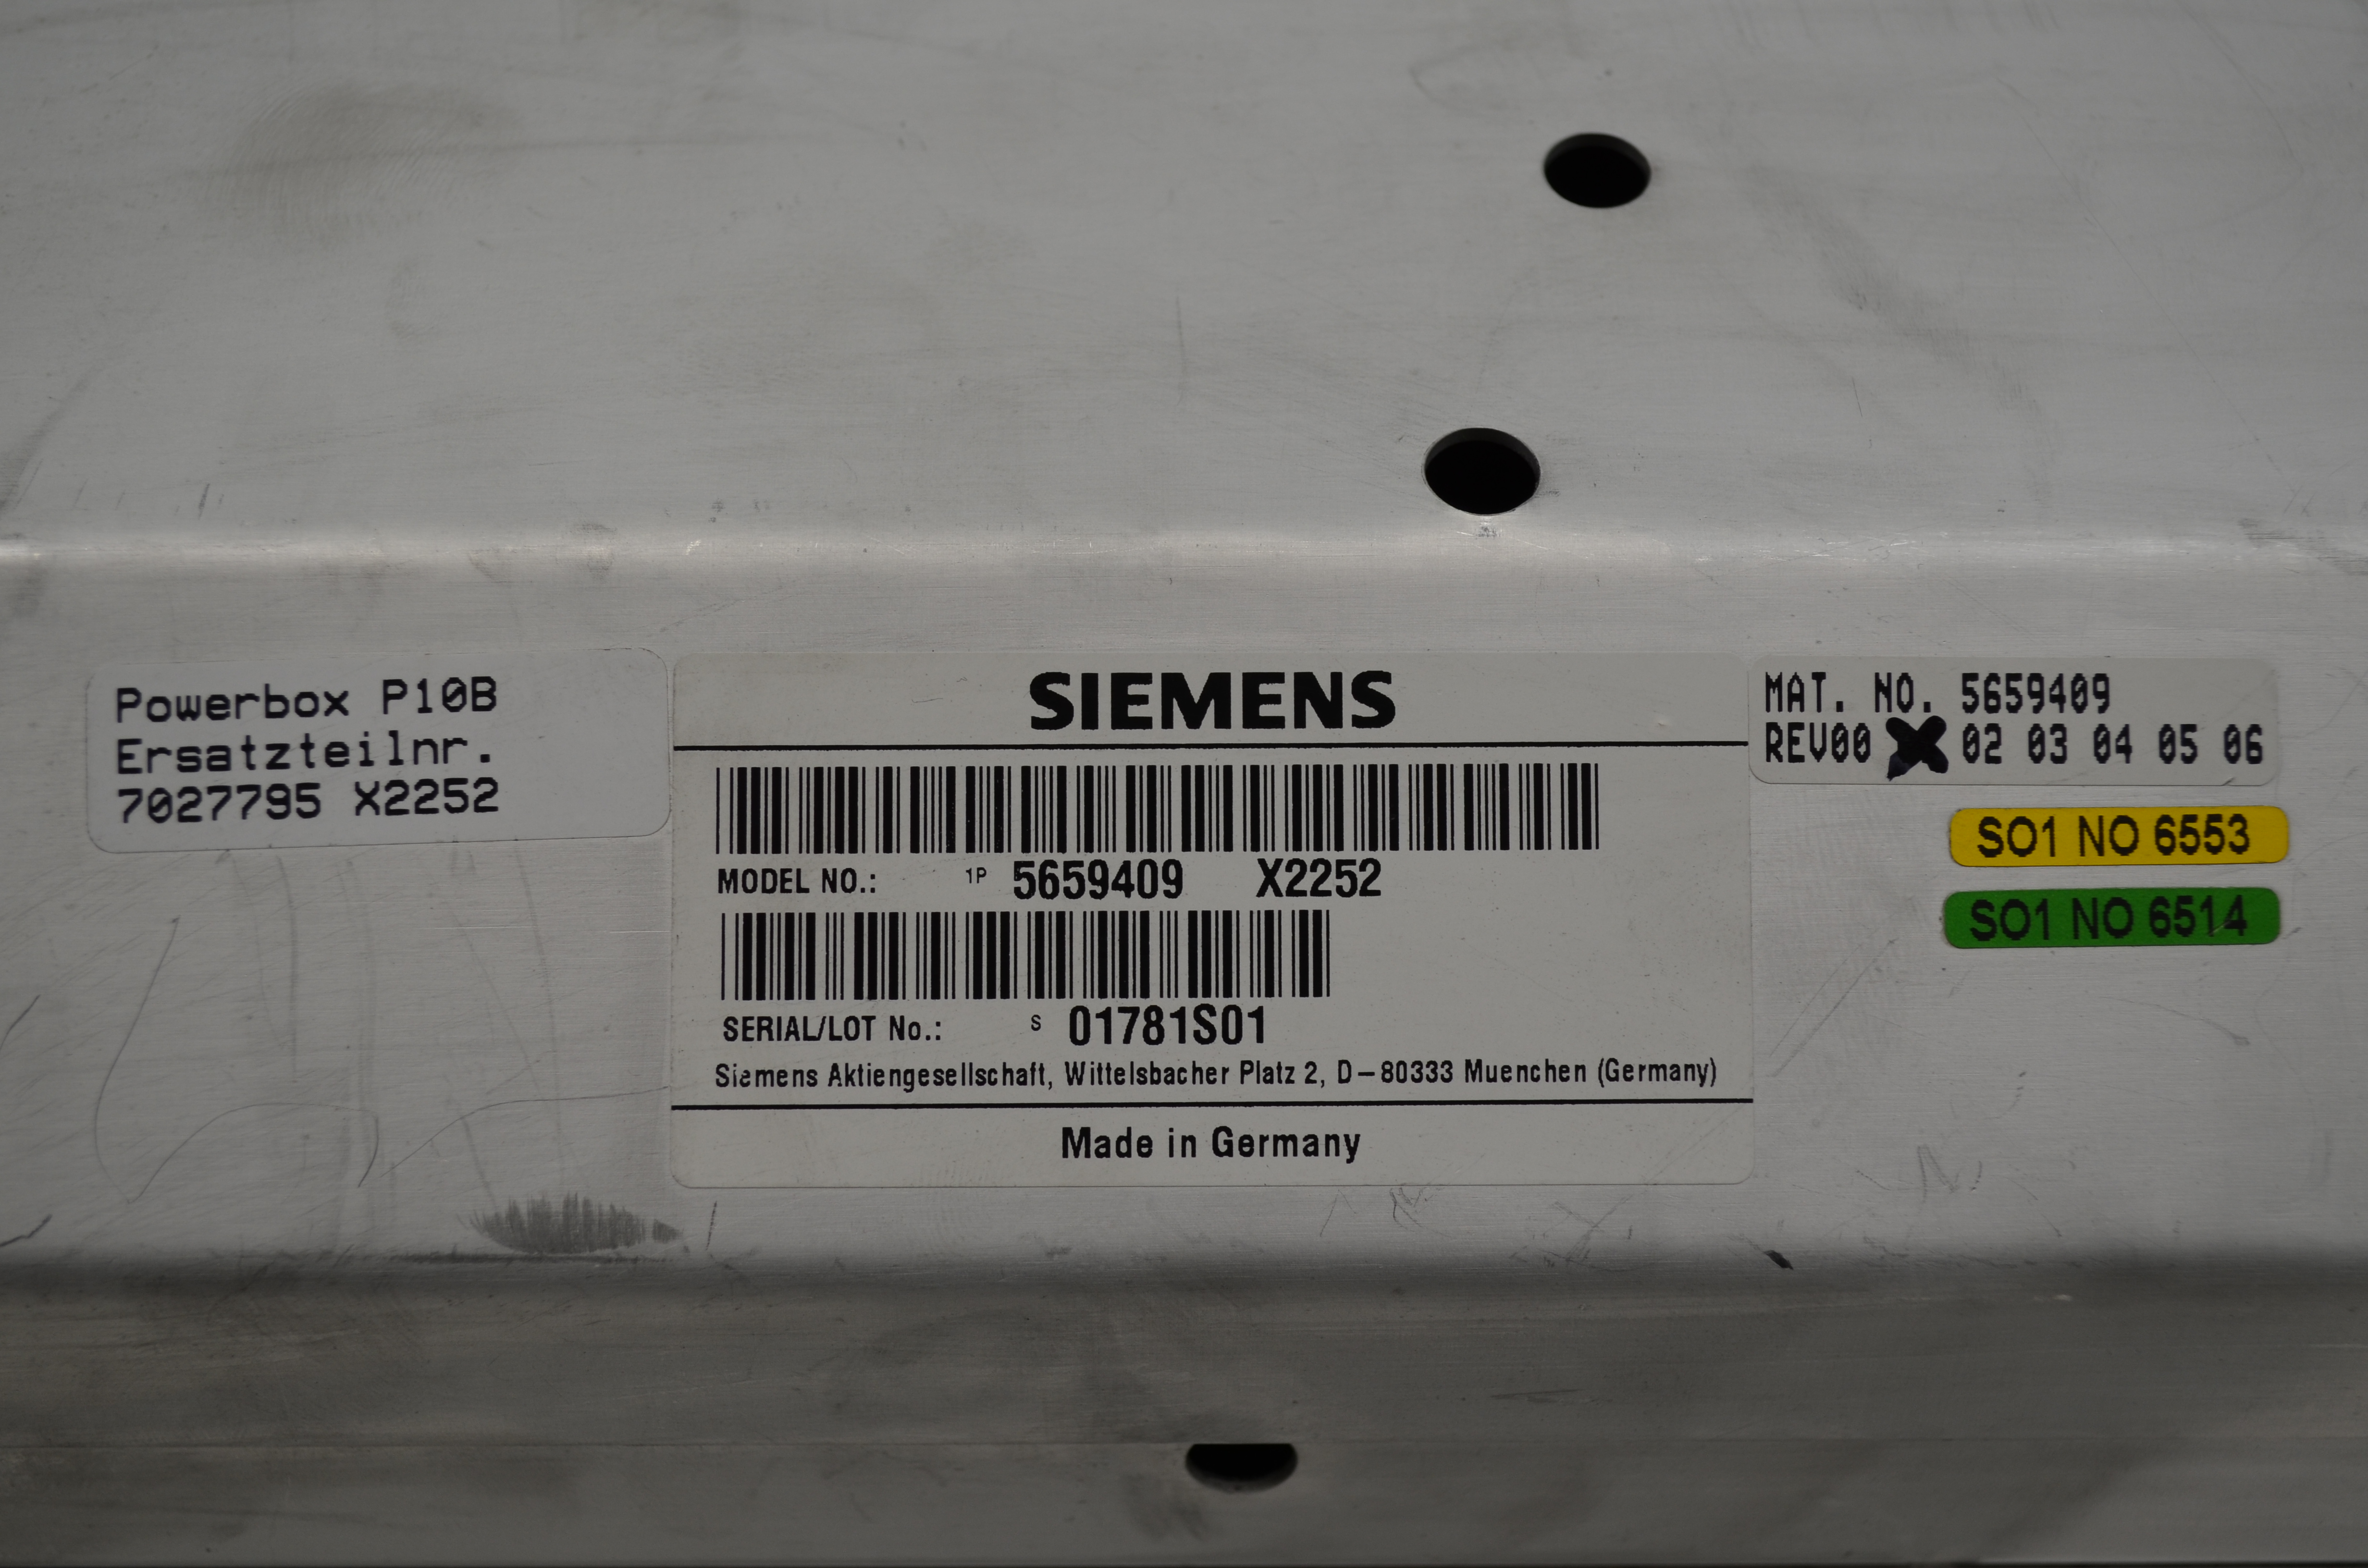 Powerbox P10B
Ersatzteilnr.
7027795 X2252
SIEMENS
MODEL NO.: 1P 5659409 X2252
SERIAL/LOT No.: S 01781S01
Siemens Aktiengesellschaft, Wittelsbacher Platz 2, D-80333 Muenchen (Germany)
Made in Germany
MAT. NO. 5659409
REV00 02 03 04 05 06
SO1 NO 6553
SO1 NO 6514